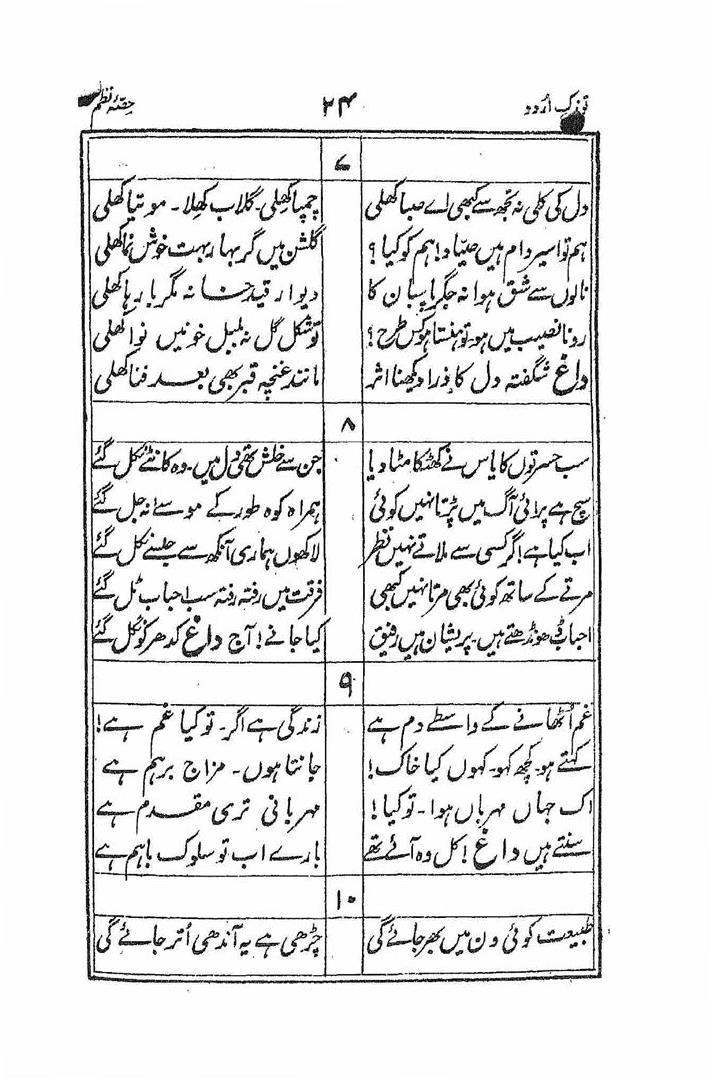 توزک اُردو ۲۴ حصّۂ نظم
۷
دل کی کلی نہ تجھ سے کبھی اے صبا کھلی چمپا کھلی۔ گلاب کھلا۔ موتیا کھلی
ہم تو اسیر دام ہیں صیّاد! ہم کو کیا؟ گلشن میں گر بہار بہت خوش نما کھلی
نالوں سے شق ہوا نہ جگر پاسبان کا دیوار قید خانہ مگر بارہا کھلی
رونا نصیب میں ہو۔ تو ہنسنا ہو کس طرح؟ تو شکل گل نہ بلبل خونیں نوا کھلی
داغ شگفتہ دل کا ذرا دیکھنا اثر مانند غنچہ قبر بھی بعد فنا کھلی
۸
سب حسرتوں کا یاس نے کھٹکا مٹا دیا جن سے خلش تھی دل میں۔ وہ کانٹے نکل گئے
سچ ہے پرائی آگ میں پڑتا نہیں کوئی ہمراہ کوہ طور کے موسےٰ نہ جل گئے
اب کیا ہے! گر کسی سے ملاتے نہیں نظر لاکھوں ہماری آنکھ سے جلسے نکل گئے
مرتے کے ساتھ کوئی بھی مرتا نہیں کبھی فرقت میں رفتہ رفتہ سب احباب ٹل گئے
احباب ڈھونڈھتے ہیں۔ پریشان ہیں رفیق کیا جانے! آج داغ کدھر کو نکل گئے
۹
غم اُٹھانے کے واسطے دم ہے زندگی ہے اگر۔ تو کیا غم ہے!
کہتے ہو۔ کچھ کہو۔ کہوں کیا خاک! جانتا ہوں۔ مزاج برہم ہے
اک جہاں مہرباں ہوا۔ تو کیا! مہربانی تری مقدم ہے
سنتے ہیں داغ! کل وہ آئے تھے بارے اب تو سلوک باہم ہے
۱۰
طبیعت کوئی دن میں بھر جائے گی چڑھی ہے یہ آندھی اُتر جائے گی